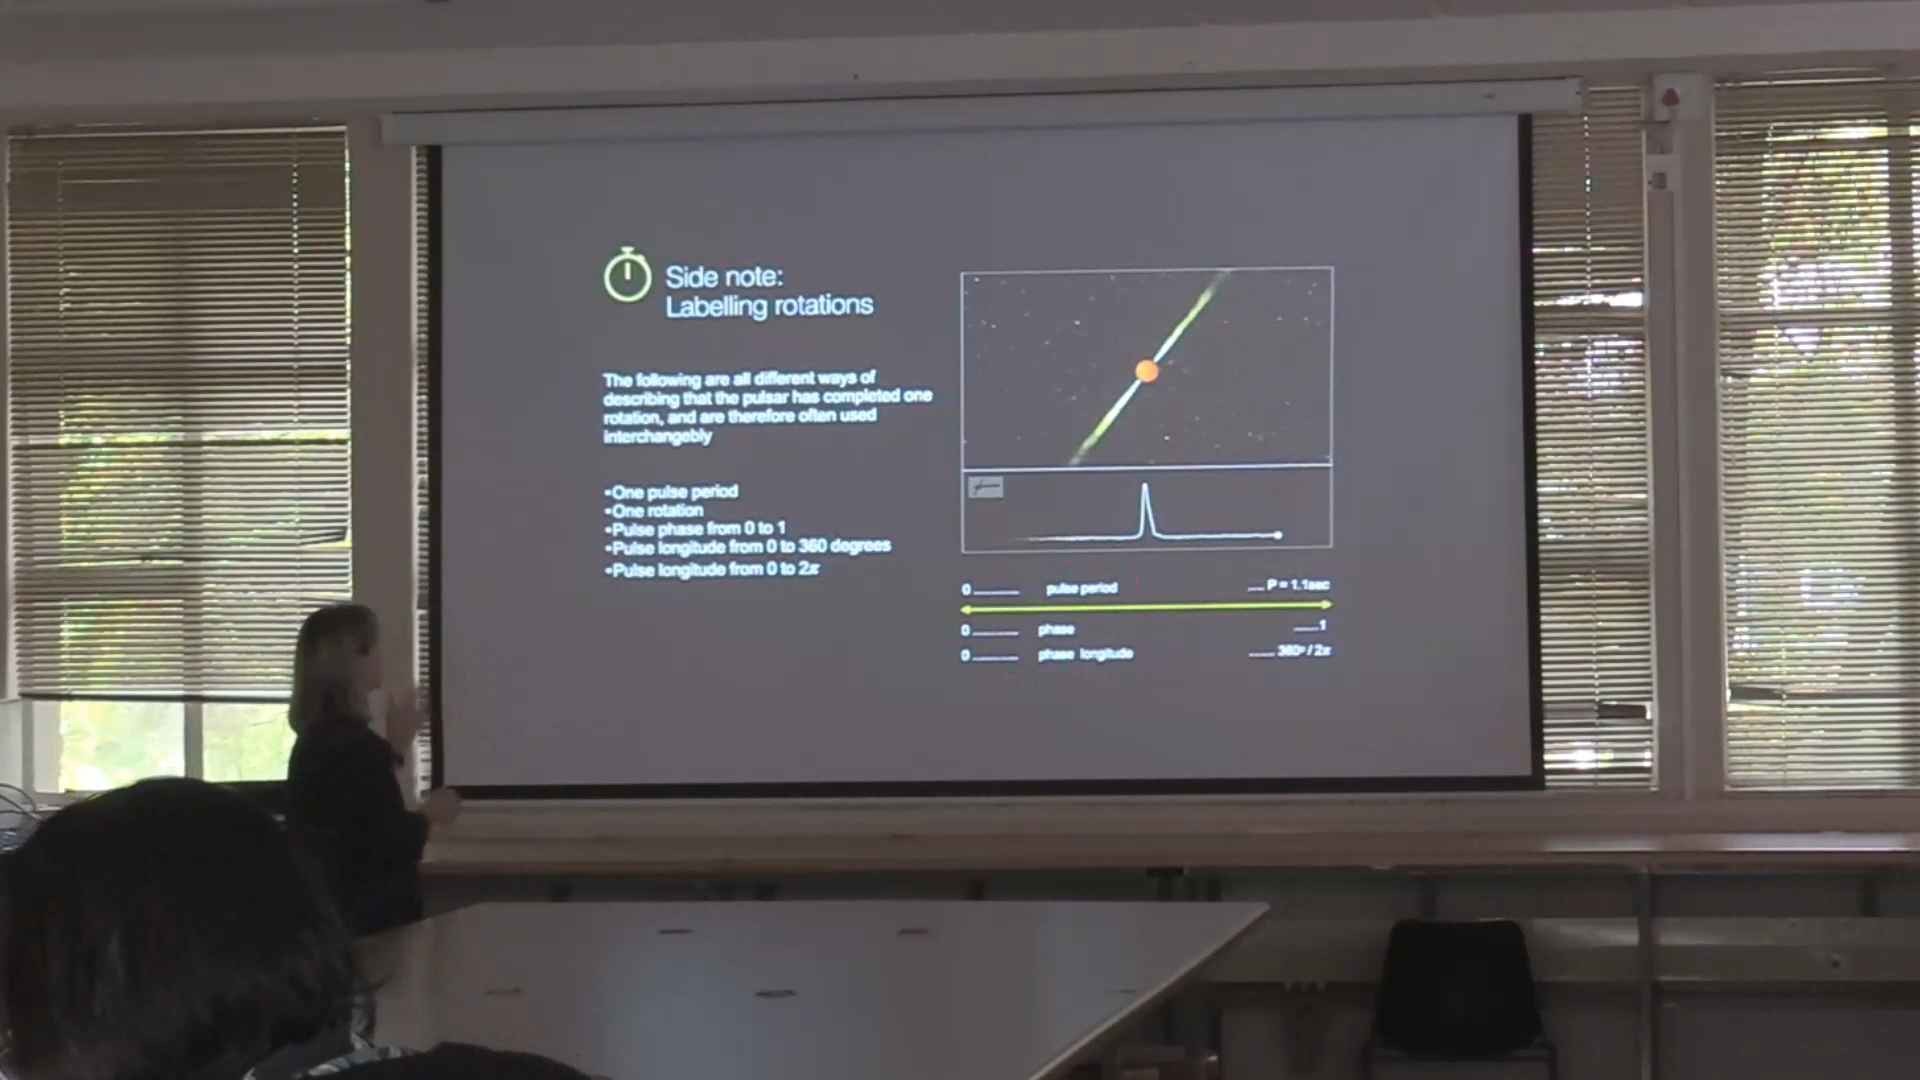 Side note:
Labelling rotations
The following are all different ways of
describing that the pulsar has completed one
rotation, and are therefore often used
interchangebly
•One pulse period
•One rotation
•Pulse phase from 0 to 1
•Pulse longitude from 0 to 360 degrees
•Pulse longitude from 0 to 2π
0 ........... pulse period .... P = 1.1sec
0 ........... phase ......1
0 ........... phase longitude ...... 360º / 2π